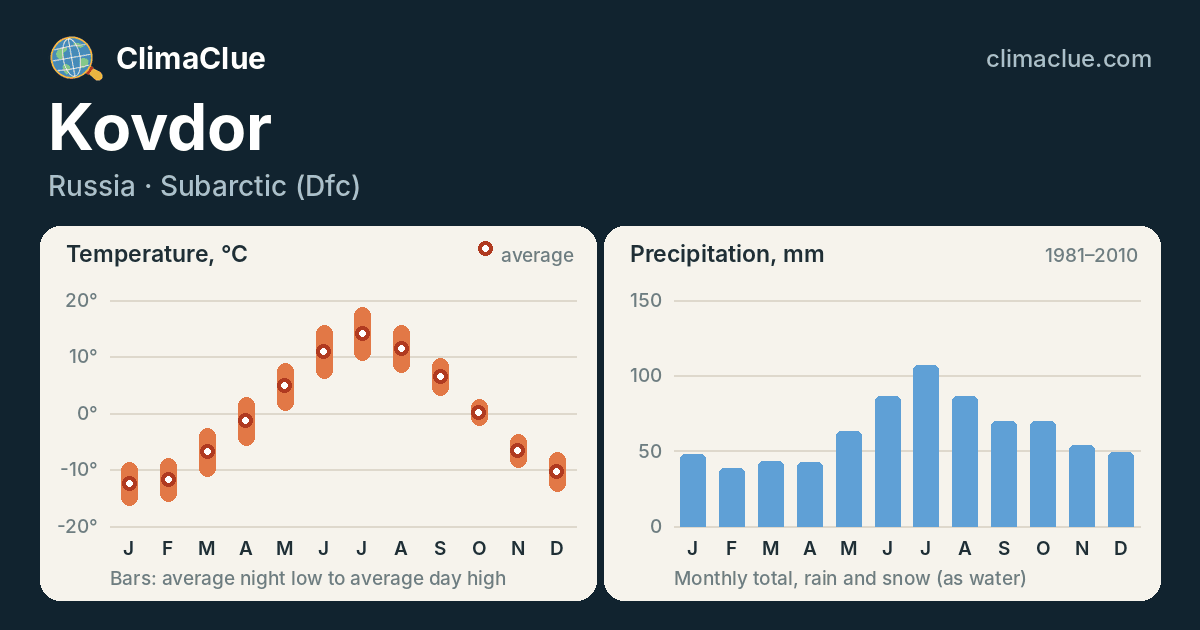 ClimaClue
climaclue.com
Kovdor
Russia · Subarctic (Dfc)
Temperature, °C
average
20°
10°
0°
-10°
-20°
J F M A M J J A S O N D
Bars: average night low to average day high
Precipitation, mm
1981–2010
150
100
50
0
J F M A M J J A S O N D
Monthly total, rain and snow (as water)